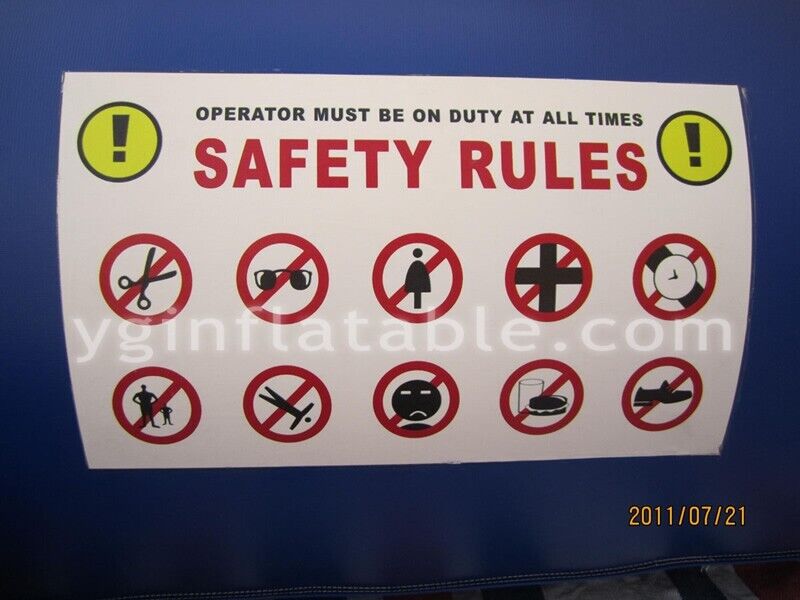 OPERATOR MUST BE ON DUTY AT ALL TIMES
SAFETY RULES
!
!
yginflatable.com
2011/07/21